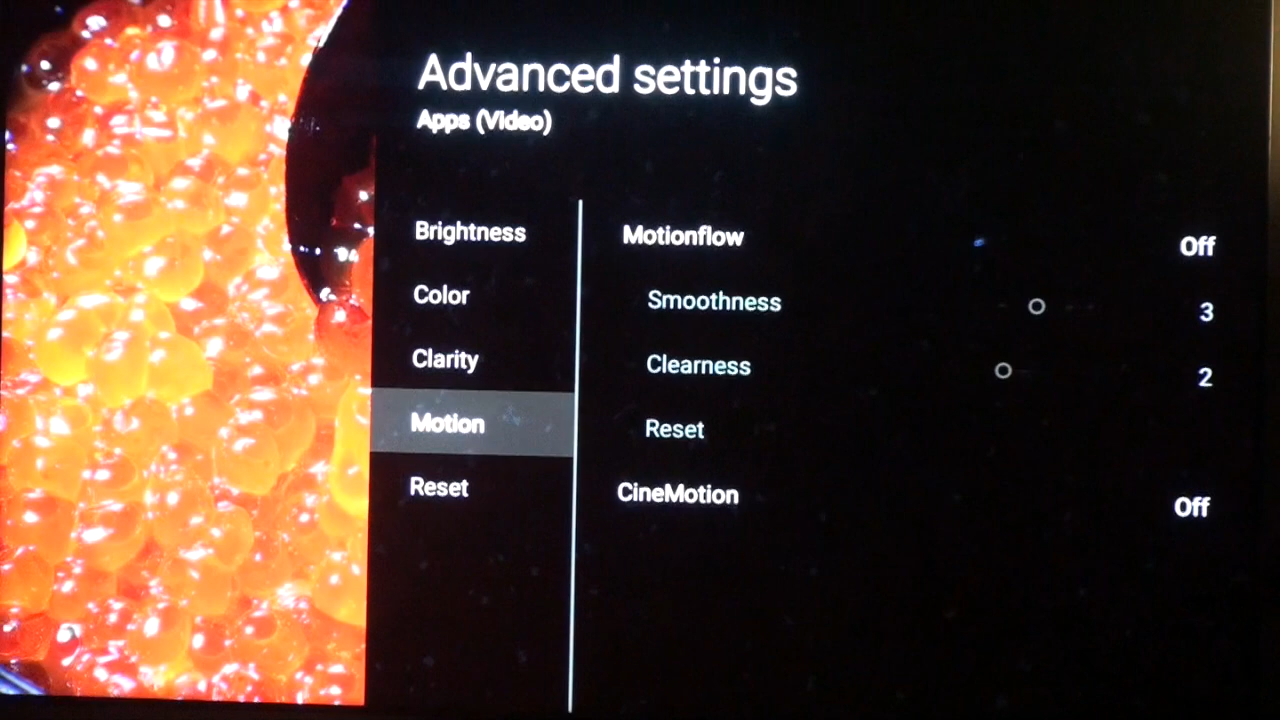 Advanced settings
Apps (Video)
Brightness
Color
Clarity
Motion
Reset
Motionflow Off
Smoothness 3
Clearness 2
Reset
CineMotion Off